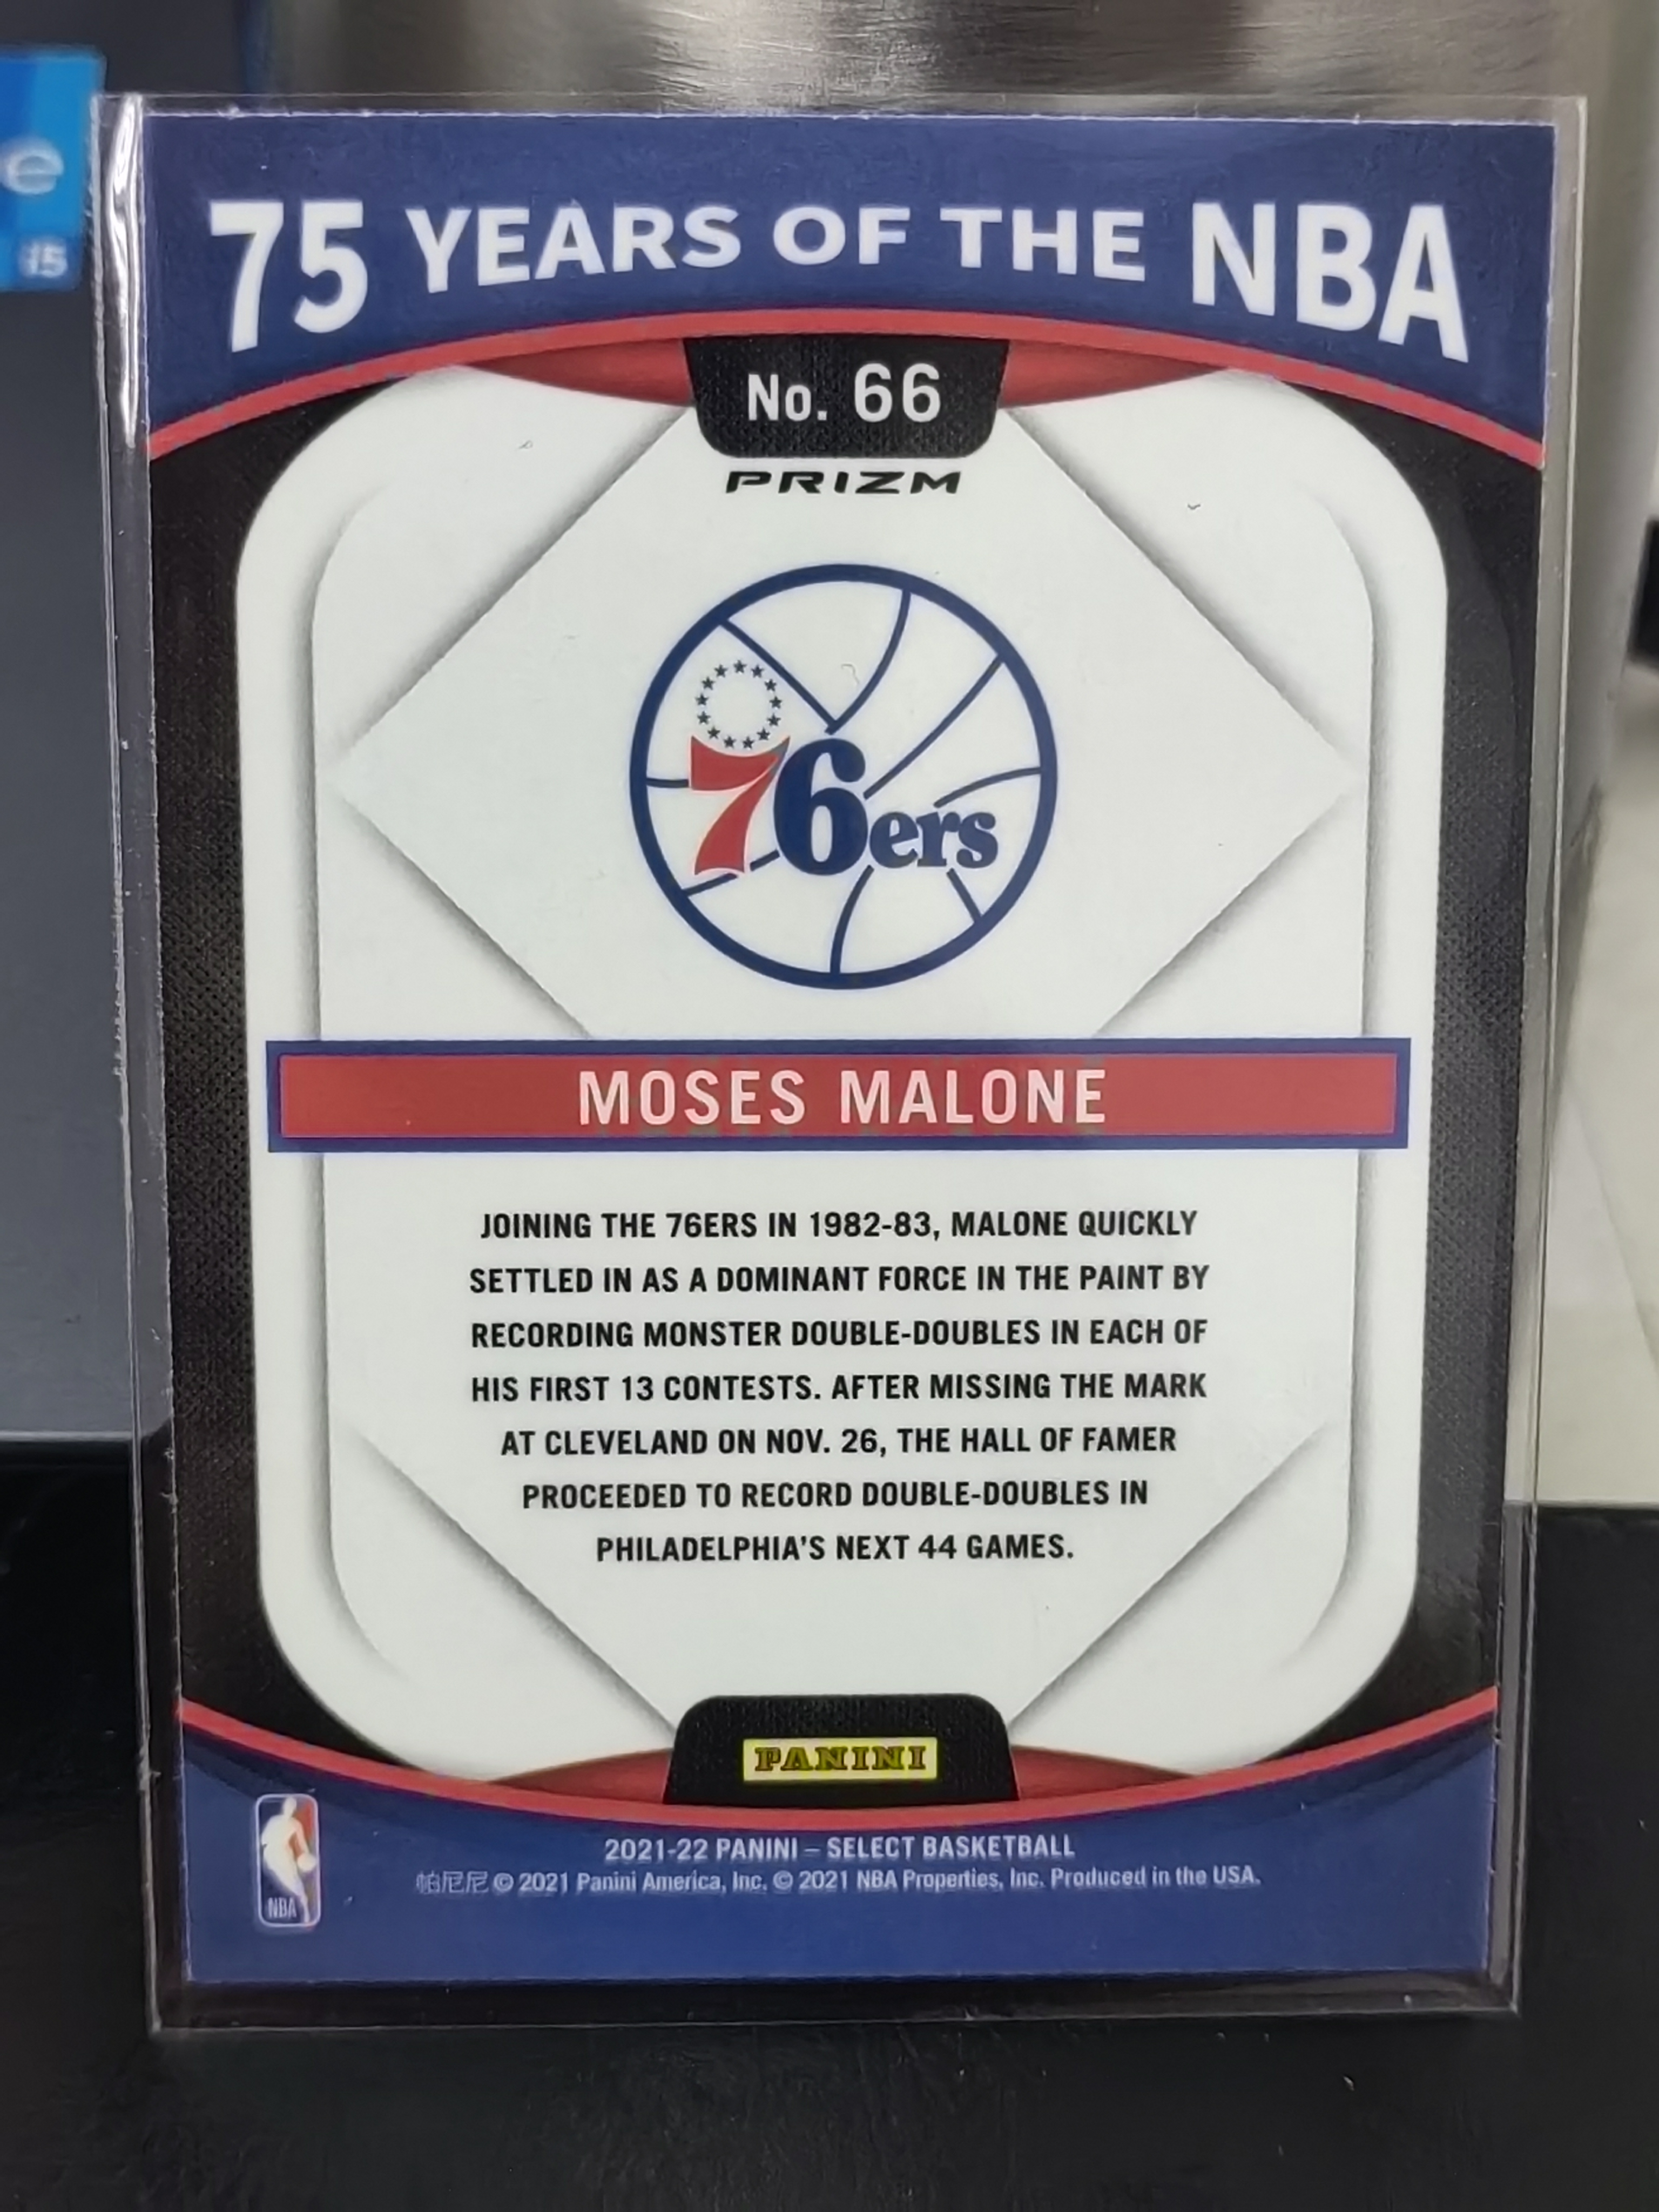 e
75 YEARS OF THE NBA
No. 66
PRIZM
76ers
MOSES MALONE
JOINING THE 76ERS IN 1982-83, MALONE QUICKLY
SETTLED IN AS A DOMINANT FORCE IN THE PAINT BY
RECORDING MONSTER DOUBLE-DOUBLES IN EACH OF
HIS FIRST 13 CONTESTS. AFTER MISSING THE MARK
AT CLEVELAND ON NOV. 26, THE HALL OF FAMER
PROCEEDED TO RECORD DOUBLE-DOUBLES IN
PHILADELPHIA'S NEXT 44 GAMES.
PANINI
NBA
2021-22 PANINI – SELECT BASKETBALL
帕尼尼 © 2021 Panini America, Inc. © 2021 NBA Properties, Inc. Produced in the USA.